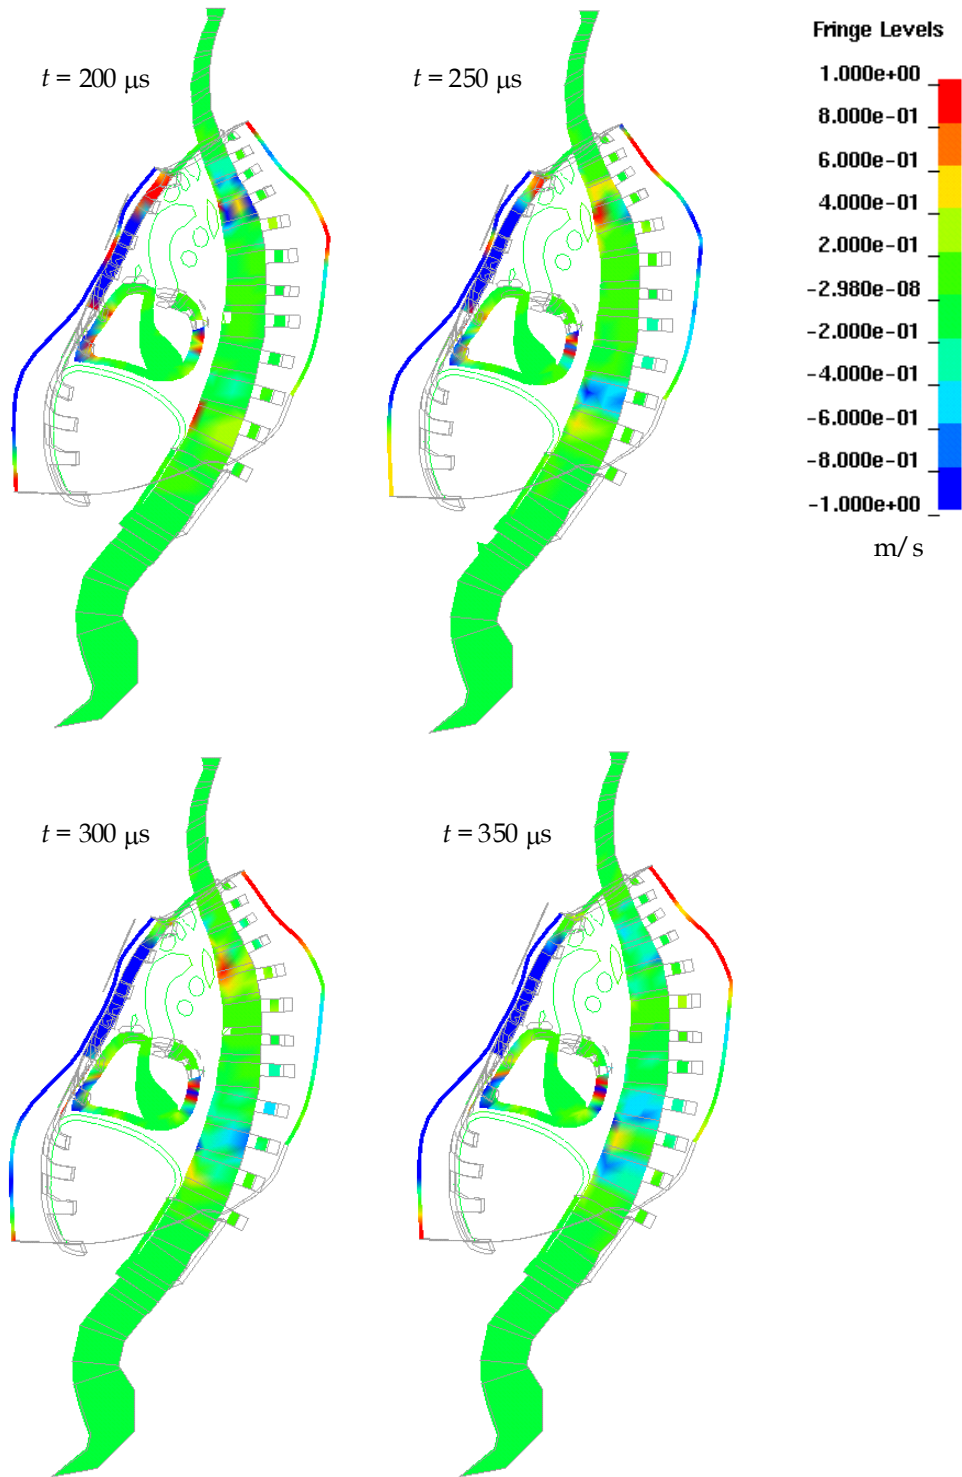 t = 200 µs
t = 250 µs
Fringe Levels
1.000e+00
8.000e-01
6.000e-01
4.000e-01
2.000e-01
-2.980e-08
-2.000e-01
-4.000e-01
-6.000e-01
-8.000e-01
-1.000e+00
m/s
t = 300 µs
t = 350 µs